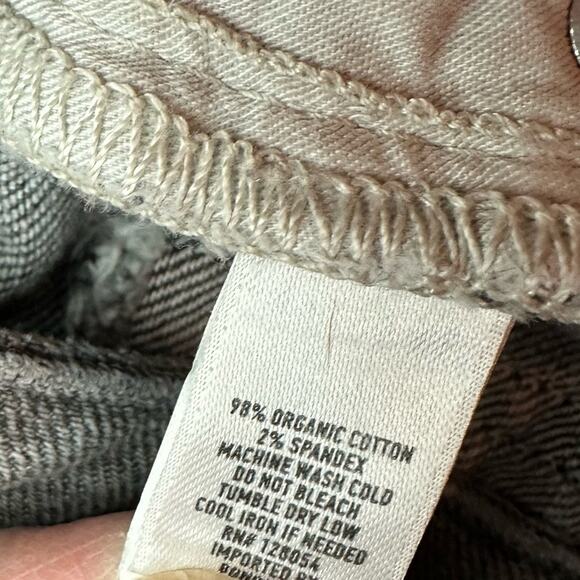 98% ORGANIC COTTON
2% SPANDEX
MACHINE WASH COLD
DO NOT BLEACH
TUMBLE DRY LOW
COOL IRON IF NEEDED
RN# 128054
IMPORTED BY